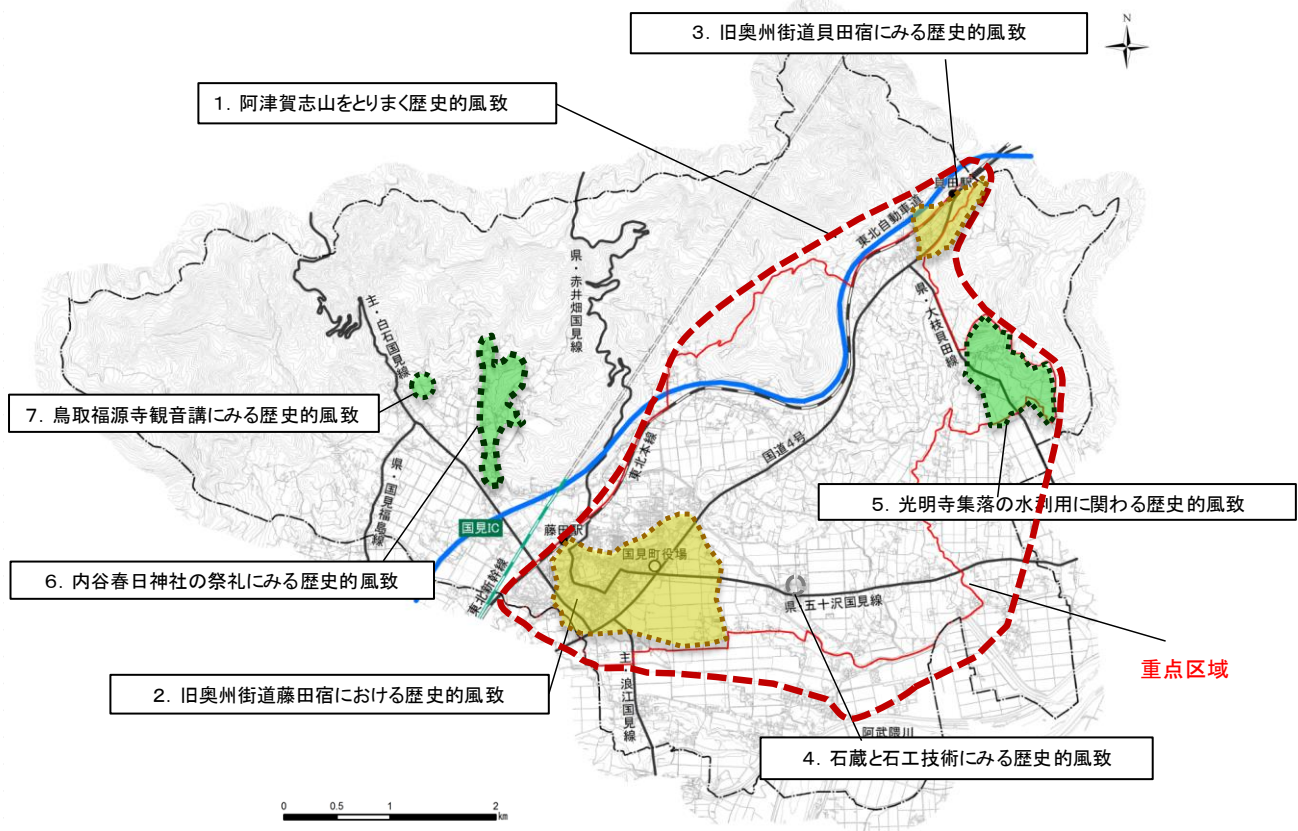 3．旧奥州街道貝田宿にみる歴史的風致
N
1．阿津賀志山をとりまく歴史的風致
貝田駅
東北自動車道
県・赤井畑国見線
主・白石国見線
県・大枝貝田線
7．鳥取福源寺観音講にみる歴史的風致
東北本線
国道4号
5．光明寺集落の水利用に関わる歴史的風致
県・国見福島線
国見IC
藤田駅
国見町役場
6．内谷春日神社の祭礼にみる歴史的風致
東北新幹線
県・五十沢国見線
重点区域
2．旧奥州街道藤田宿における歴史的風致
主・浪江国見線
阿武隈川
4．石蔵と石工技術にみる歴史的風致
0 0.5 1 2
km